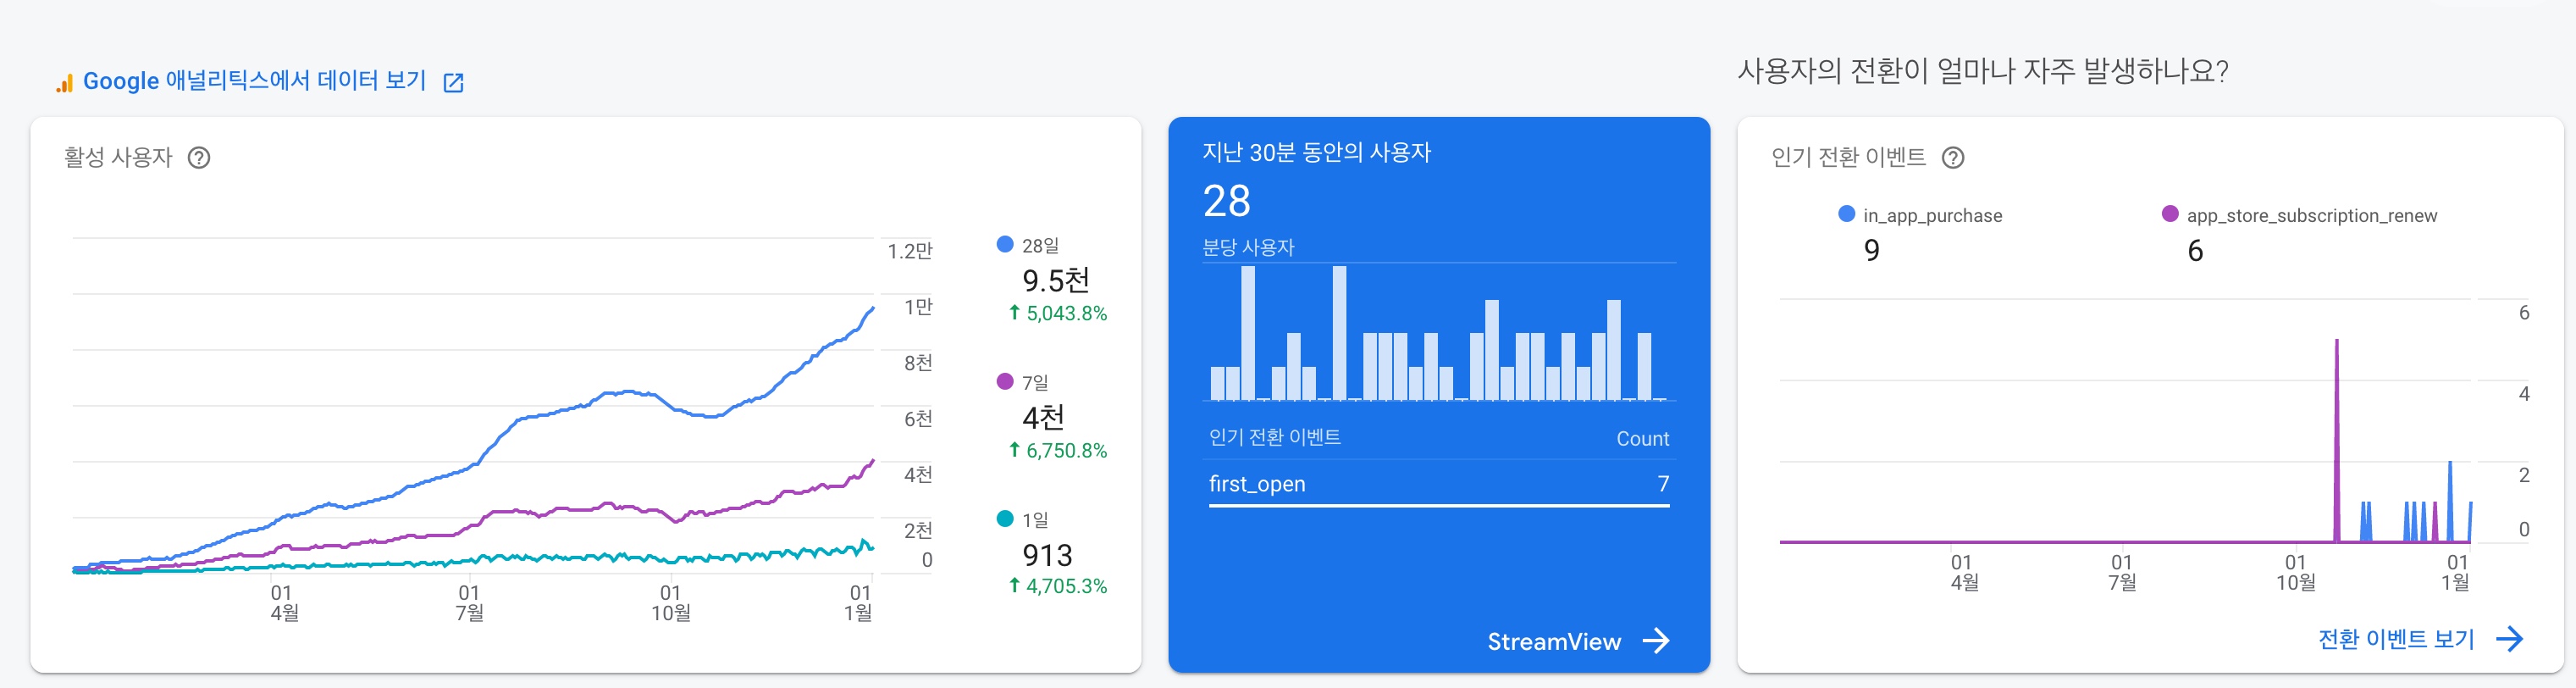 Google 애널리틱스에서 데이터 보기
활성 사용자
1.2만
1만
8천
6천
4천
2천
0
01
4월
01
7월
01
10월
01
1월
28일
9.5천
5,043.8%
7일
4천
6,750.8%
1일
913
4,705.3%
지난 30분 동안의 사용자
28
분당 사용자
인기 전환 이벤트 Count
first_open 7
StreamView
사용자의 전환이 얼마나 자주 발생하나요?
인기 전환 이벤트
in_app_purchase
9
app_store_subscription_renew
6
6
4
2
0
01
4월
01
7월
01
10월
01
1월
전환 이벤트 보기